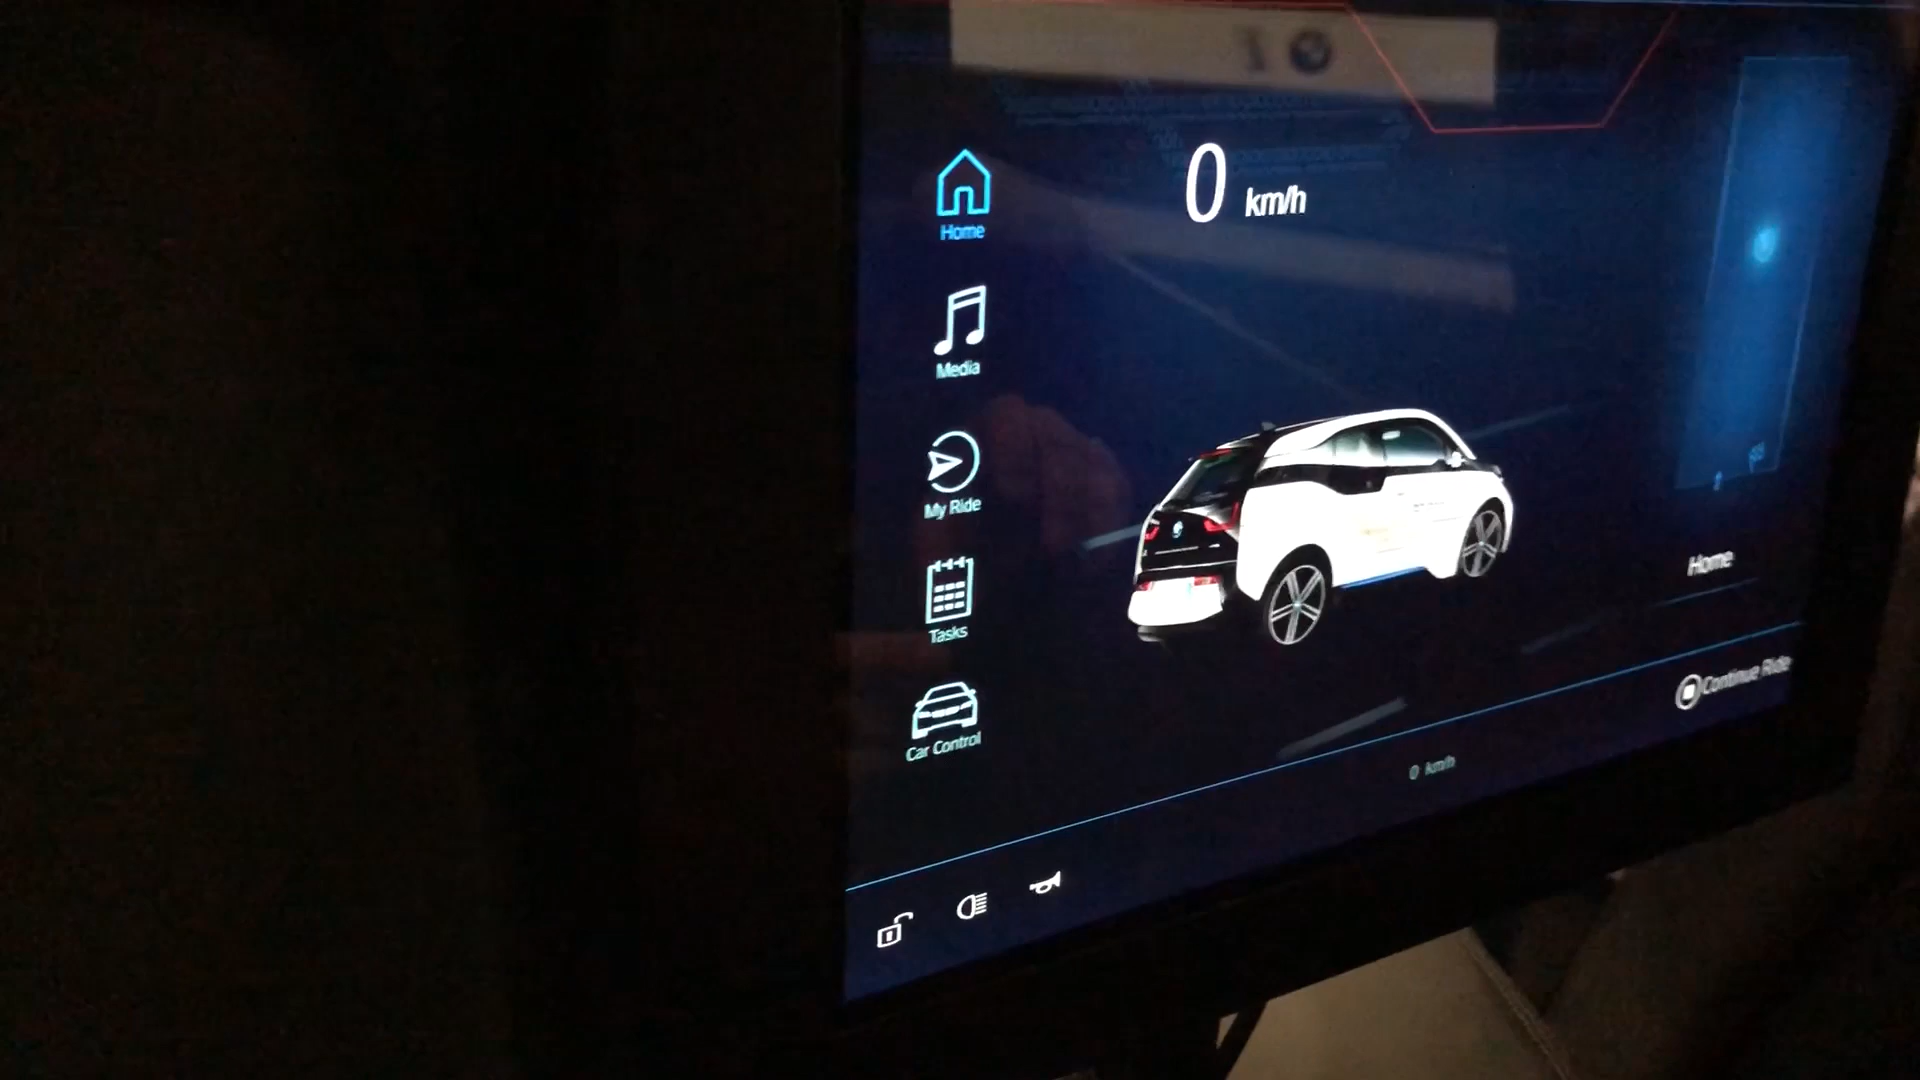 0 km/h
Home
Media
My Ride
Tasks
Car Control
Home
Continue Ride
0 km/h